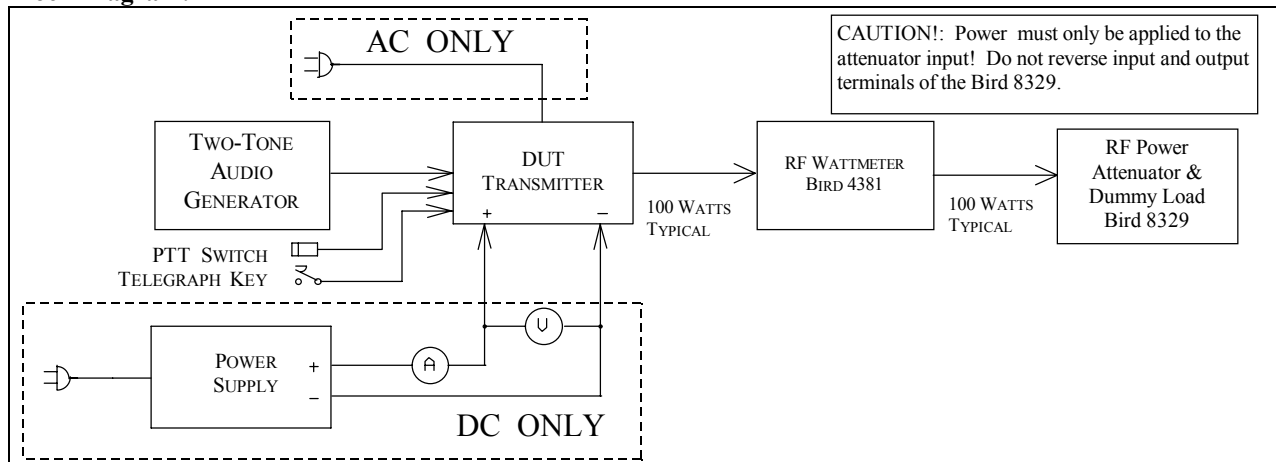 AC ONLY
CAUTION!: Power must only be applied to the
attenuator input! Do not reverse input and output
terminals of the Bird 8329.
TWO-TONE
AUDIO
GENERATOR
DUT
TRANSMITTER
+ −
RF WATTMETER
BIRD 4381
RF Power
Attenuator &
Dummy Load
Bird 8329
100 WATTS
TYPICAL
100 WATTS
TYPICAL
PTT SWITCH
TELEGRAPH KEY
V
POWER
SUPPLY
+
−
A
DC ONLY